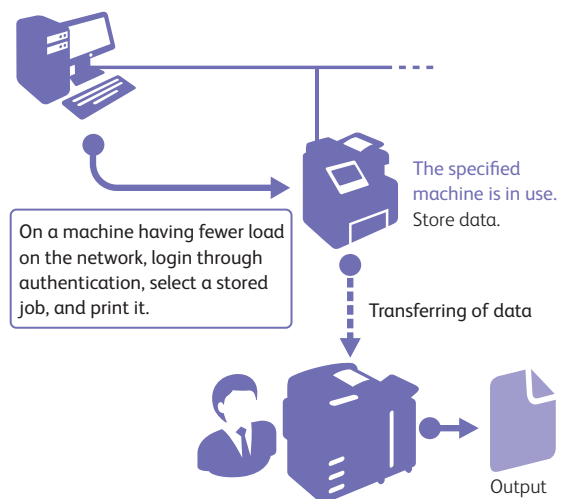 The specified
machine is in use.
Store data.
On a machine having fewer load
on the network, login through
authentication, select a stored
job, and print it.
Transferring of data
Output